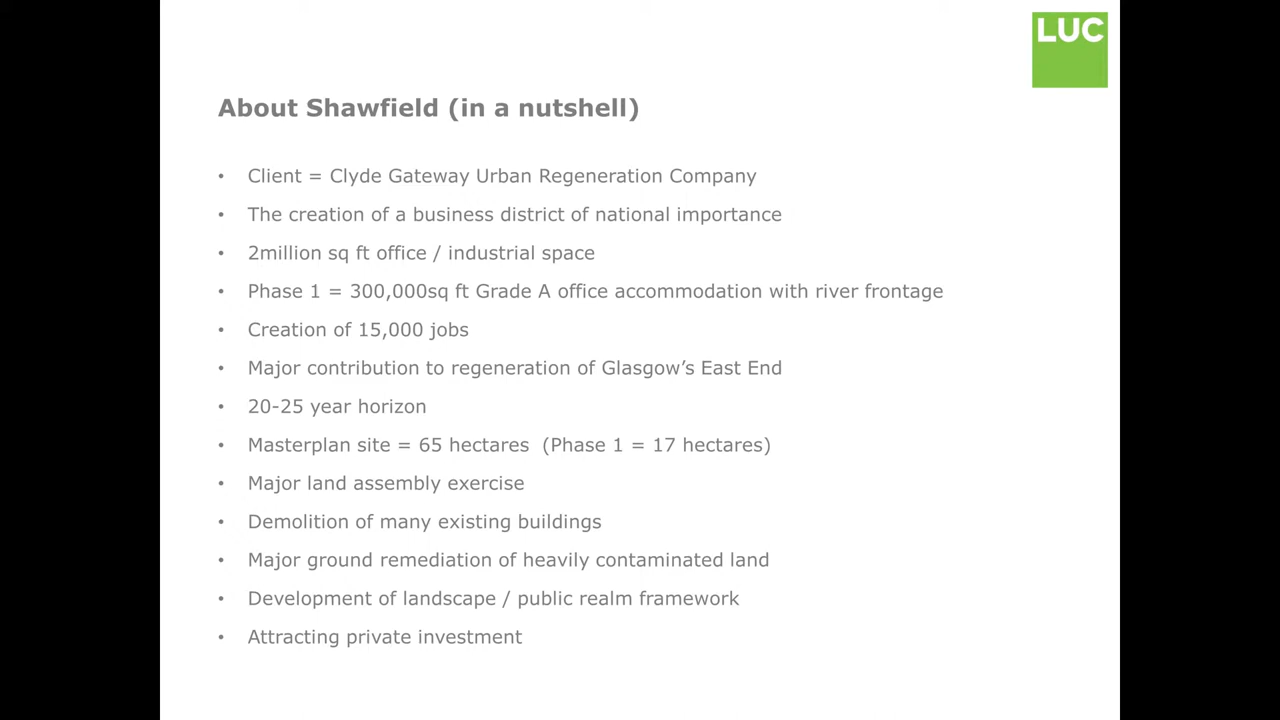 LUC
About Shawfield (in a nutshell)
• Client = Clyde Gateway Urban Regeneration Company
• The creation of a business district of national importance
• 2million sq ft office / industrial space
• Phase 1 = 300,000sq ft Grade A office accommodation with river frontage
• Creation of 15,000 jobs
• Major contribution to regeneration of Glasgow’s East End
• 20-25 year horizon
• Masterplan site = 65 hectares  (Phase 1 = 17 hectares)
• Major land assembly exercise
• Demolition of many existing buildings
• Major ground remediation of heavily contaminated land
• Development of landscape / public realm framework
• Attracting private investment